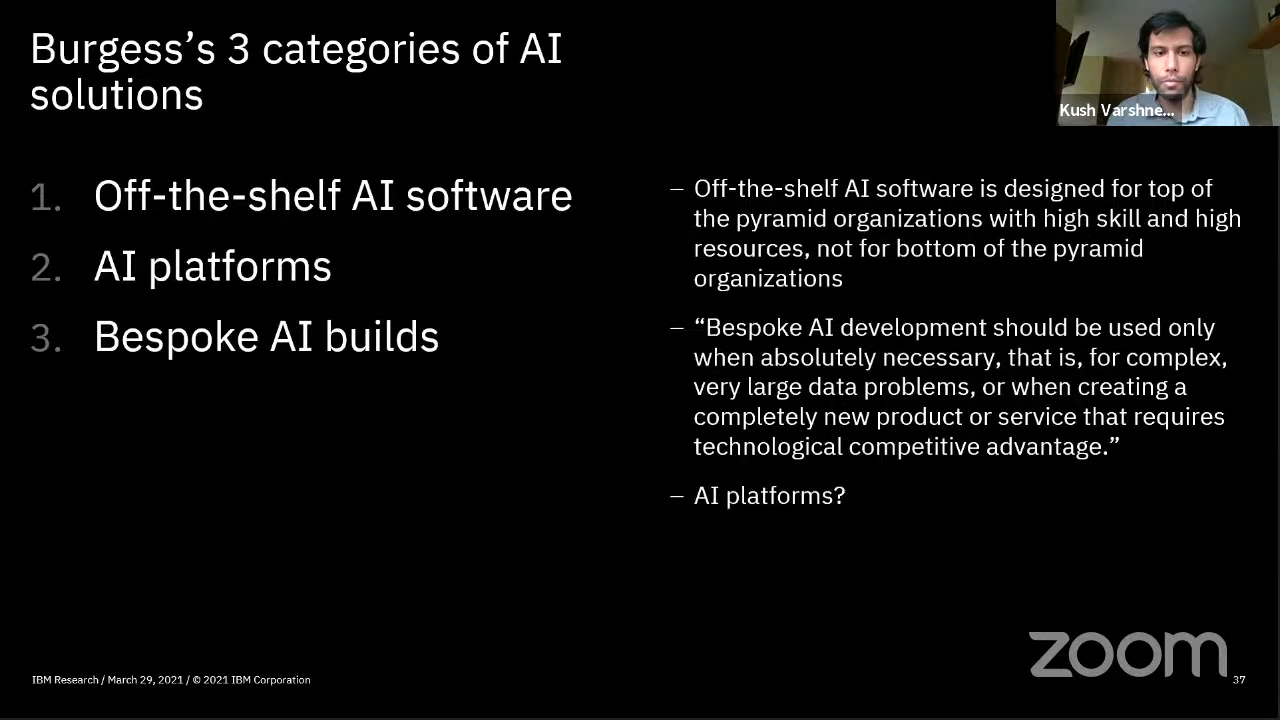 Burgess’s 3 categories of AI
solutions
Kush Varshne...
1. Off-the-shelf AI software
2. AI platforms
3. Bespoke AI builds
– Off-the-shelf AI software is designed for top of
the pyramid organizations with high skill and high
resources, not for bottom of the pyramid
organizations
– “Bespoke AI development should be used only
when absolutely necessary, that is, for complex,
very large data problems, or when creating a
completely new product or service that requires
technological competitive advantage.”
– AI platforms?
zoom
IBM Research / March 29, 2021 / © 2021 IBM Corporation
37